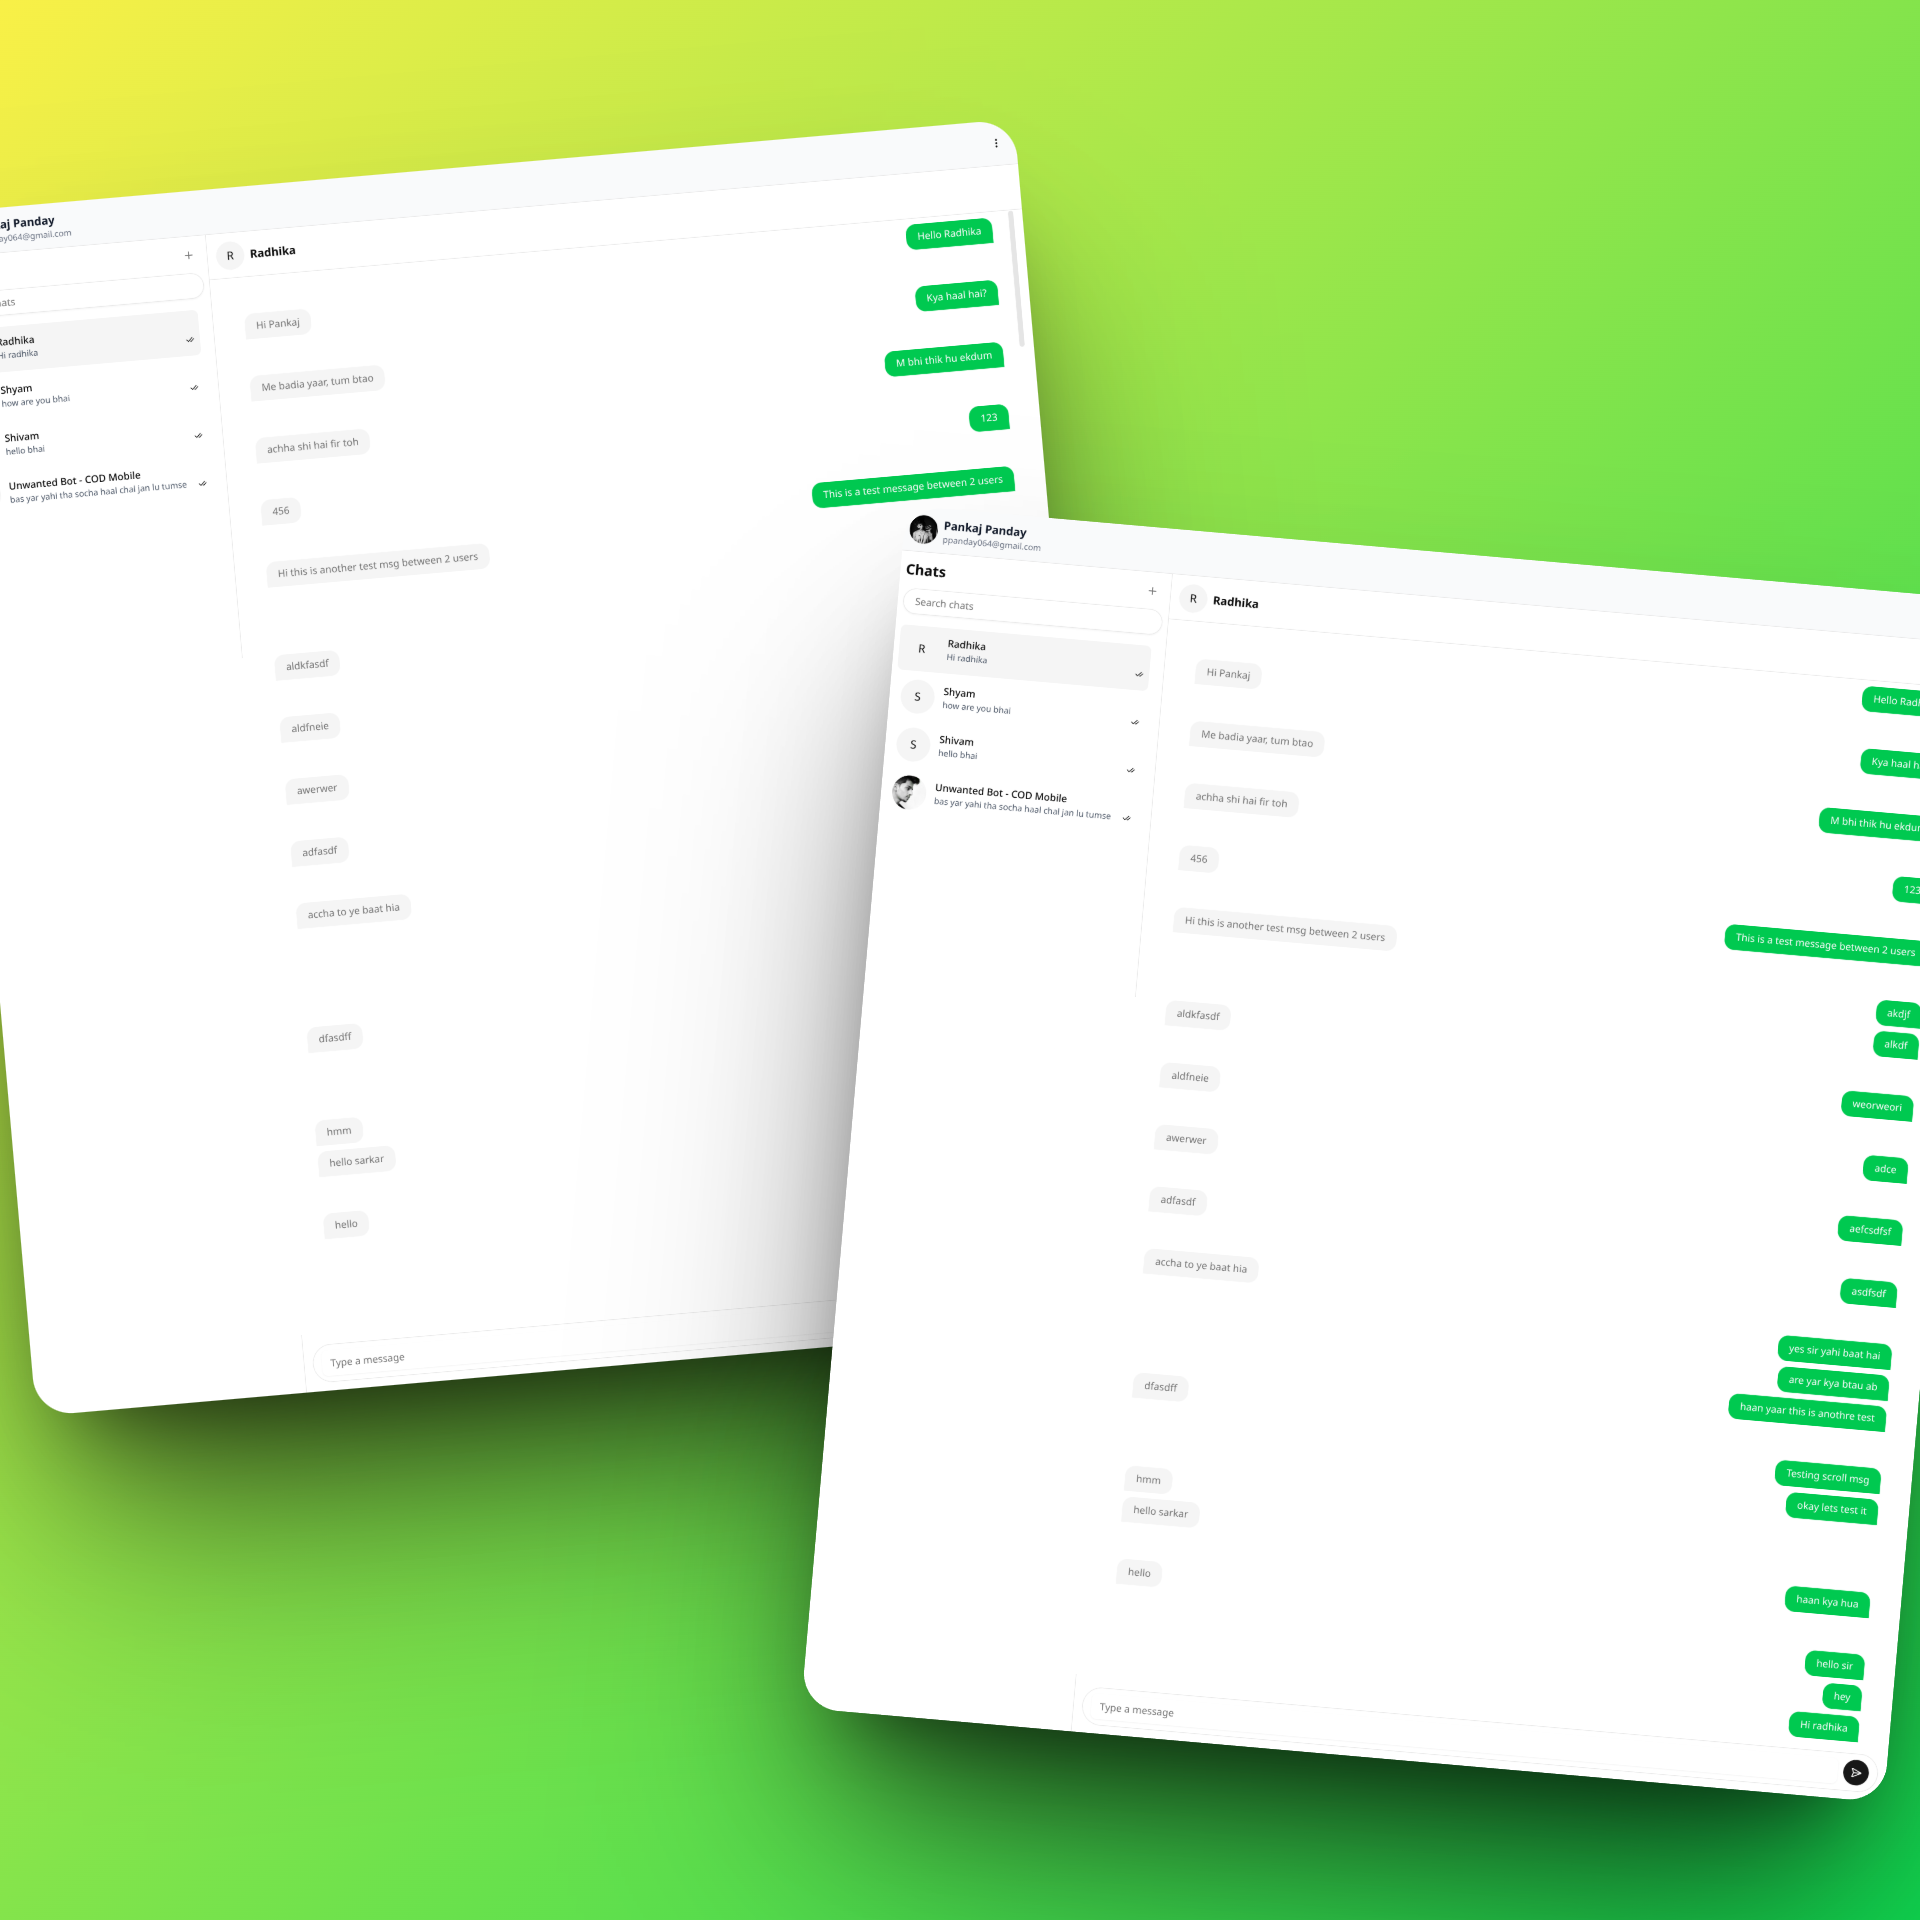 aj Panday
ay064@gmail.com
ats
Radhika
Hi radhika
Shyam
how are you bhai
Shivam
hello bhai
Unwanted Bot - COD Mobile
bas yar yahi tha socha haal chal jan lu tumse
R
Radhika
Hello Radhika
Hi Pankaj
Kya haal hai?
Me badia yaar, tum btao
M bhi thik hu ekdum
achha shi hai fir toh
123
456
This is a test message between 2 users
Hi this is another test msg between 2 users
aldkfasdf
aldfneie
awerwer
adfasdf
accha to ye baat hia
dfasdff
hmm
hello sarkar
hello
Type a message
Pankaj Panday
ppanday064@gmail.com
Chats
Search chats
R
Radhika
Hi radhika
S
Shyam
how are you bhai
S
Shivam
hello bhai
Unwanted Bot - COD Mobile
bas yar yahi tha socha haal chal jan lu tumse
R
Radhika
Hello Rad
Hi Pankaj
Kya haal h
Me badia yaar, tum btao
M bhi thik hu ekdu
achha shi hai fir toh
123
456
This is a test message between 2 users
Hi this is another test msg between 2 users
akdjf
alkdf
aldkfasdf
weorweori
aldfneie
adce
awerwer
aefcsdfsf
adfasdf
asdfsdf
accha to ye baat hia
yes sir yahi baat hai
are yar kya btau ab
haan yaar this is anothre test
dfasdff
Testing scroll msg
okay lets test it
hmm
hello sarkar
haan kya hua
hello
hello sir
hey
Hi radhika
Type a message